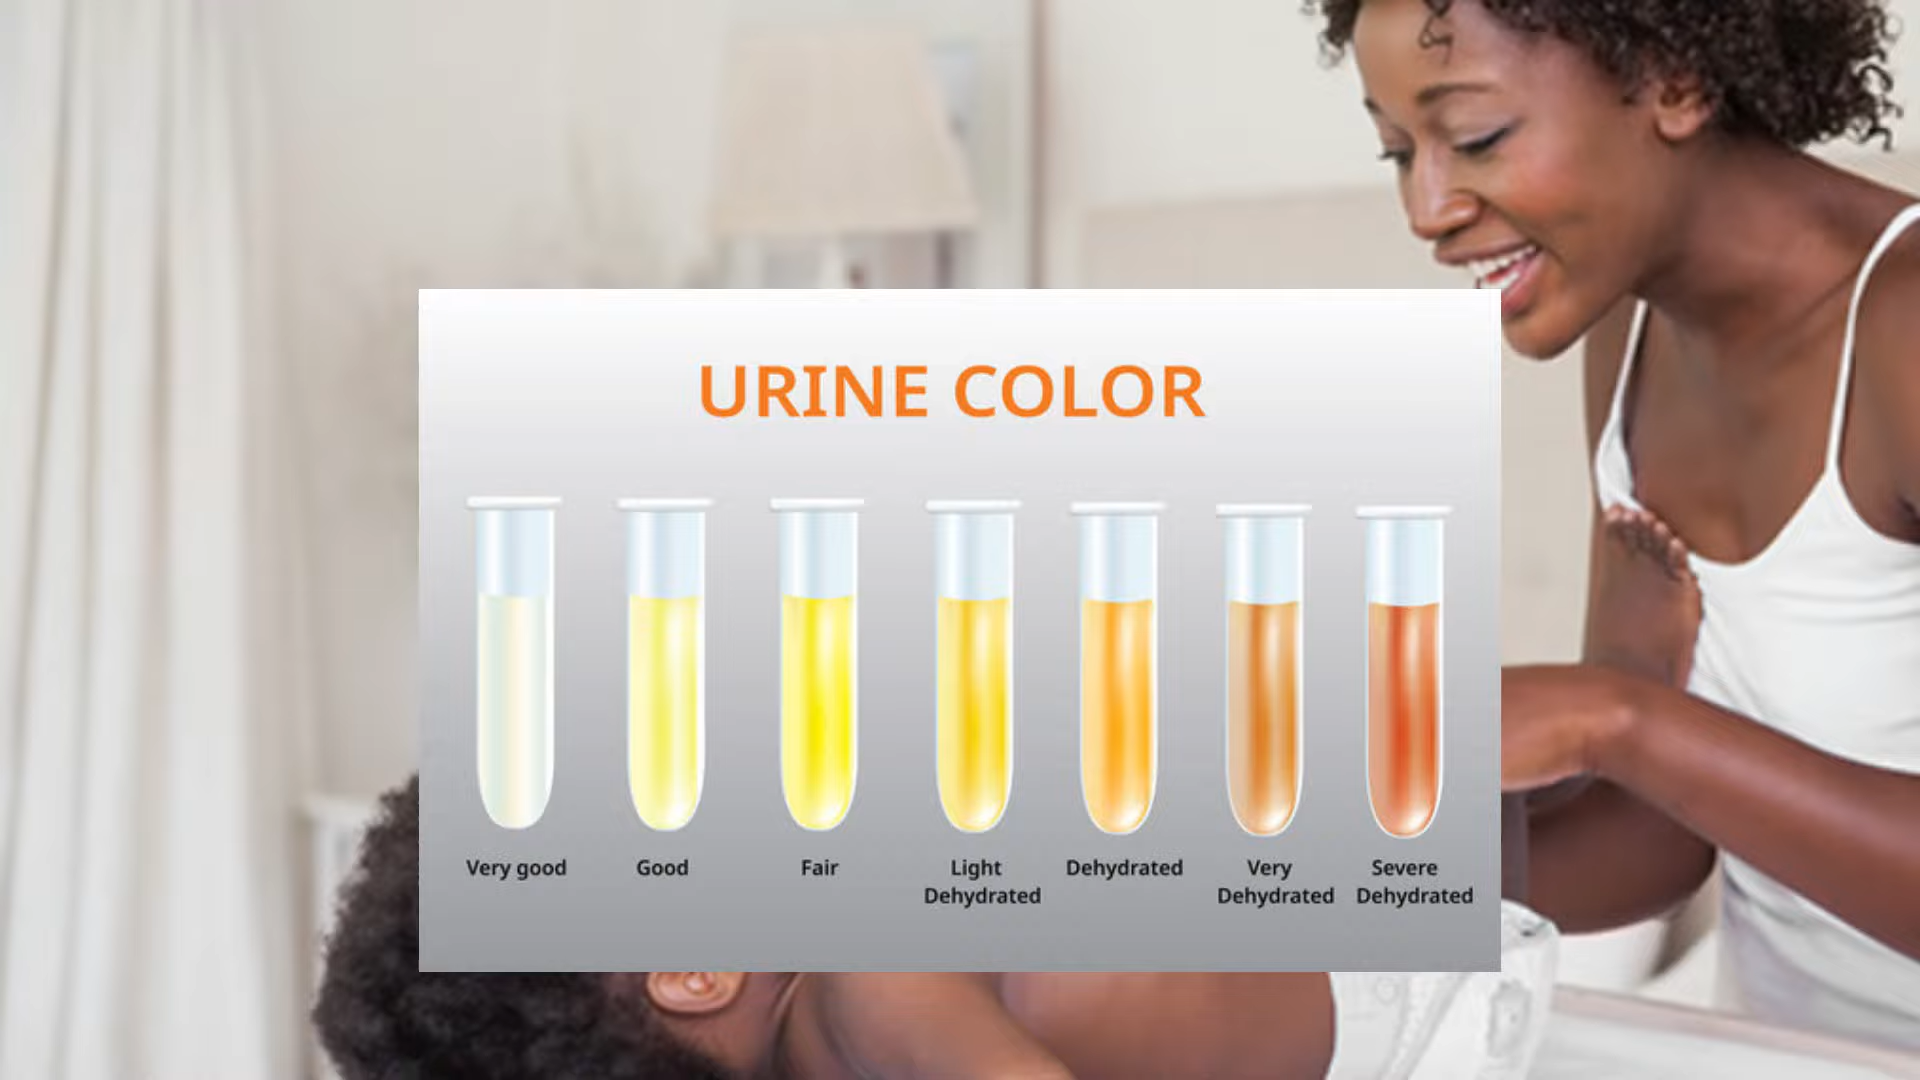 URINE COLOR
Very good
Good
Fair
Light
Dehydrated
Dehydrated
Very
Dehydrated
Severe
Dehydrated